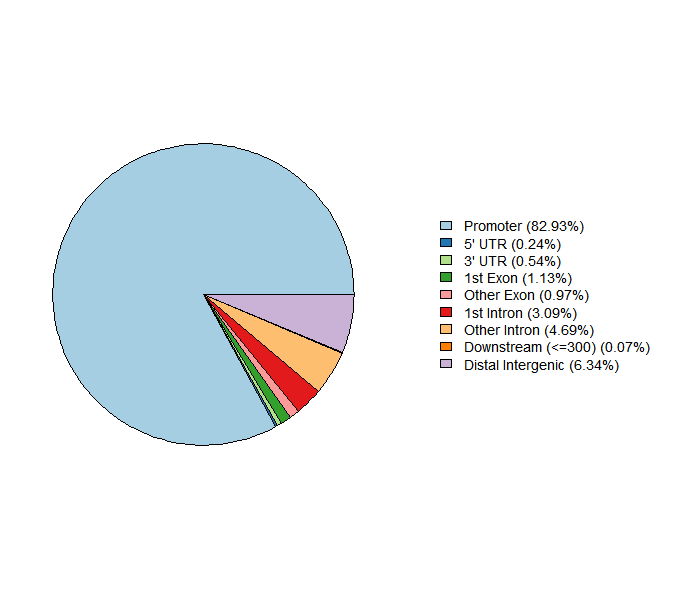 Promoter (82.93%)
5' UTR (0.24%)
3' UTR (0.54%)
1st Exon (1.13%)
Other Exon (0.97%)
1st Intron (3.09%)
Other Intron (4.69%)
Downstream (<=300) (0.07%)
Distal Intergenic (6.34%)